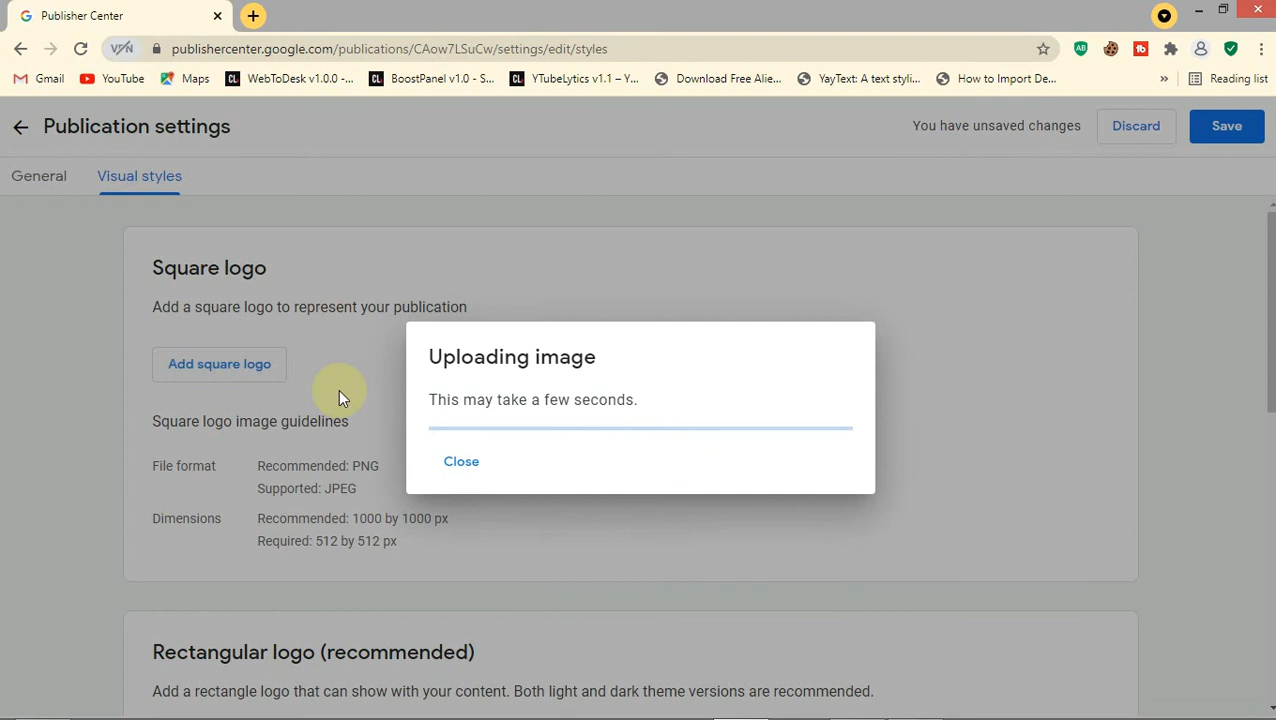 Publisher Center
publishercenter.google.com/publications/CAow7LSuCw/settings/edit/styles
Gmail YouTube Maps WebToDesk v1.0.0 -... BoostPanel v1.0 - S... YTubeLytics v1.1 – Y... Download Free Alie... YayText: A text styli... How to Import De... » Reading list
Publication settings
You have unsaved changes
Discard
Save
General
Visual styles
Square logo
Add a square logo to represent your publication
Add square logo
Square logo image guidelines
File format Recommended: PNG
Supported: JPEG
Dimensions Recommended: 1000 by 1000 px
Required: 512 by 512 px
Uploading image
This may take a few seconds.
Close
Rectangular logo (recommended)
Add a rectangle logo that can show with your content. Both light and dark theme versions are recommended.